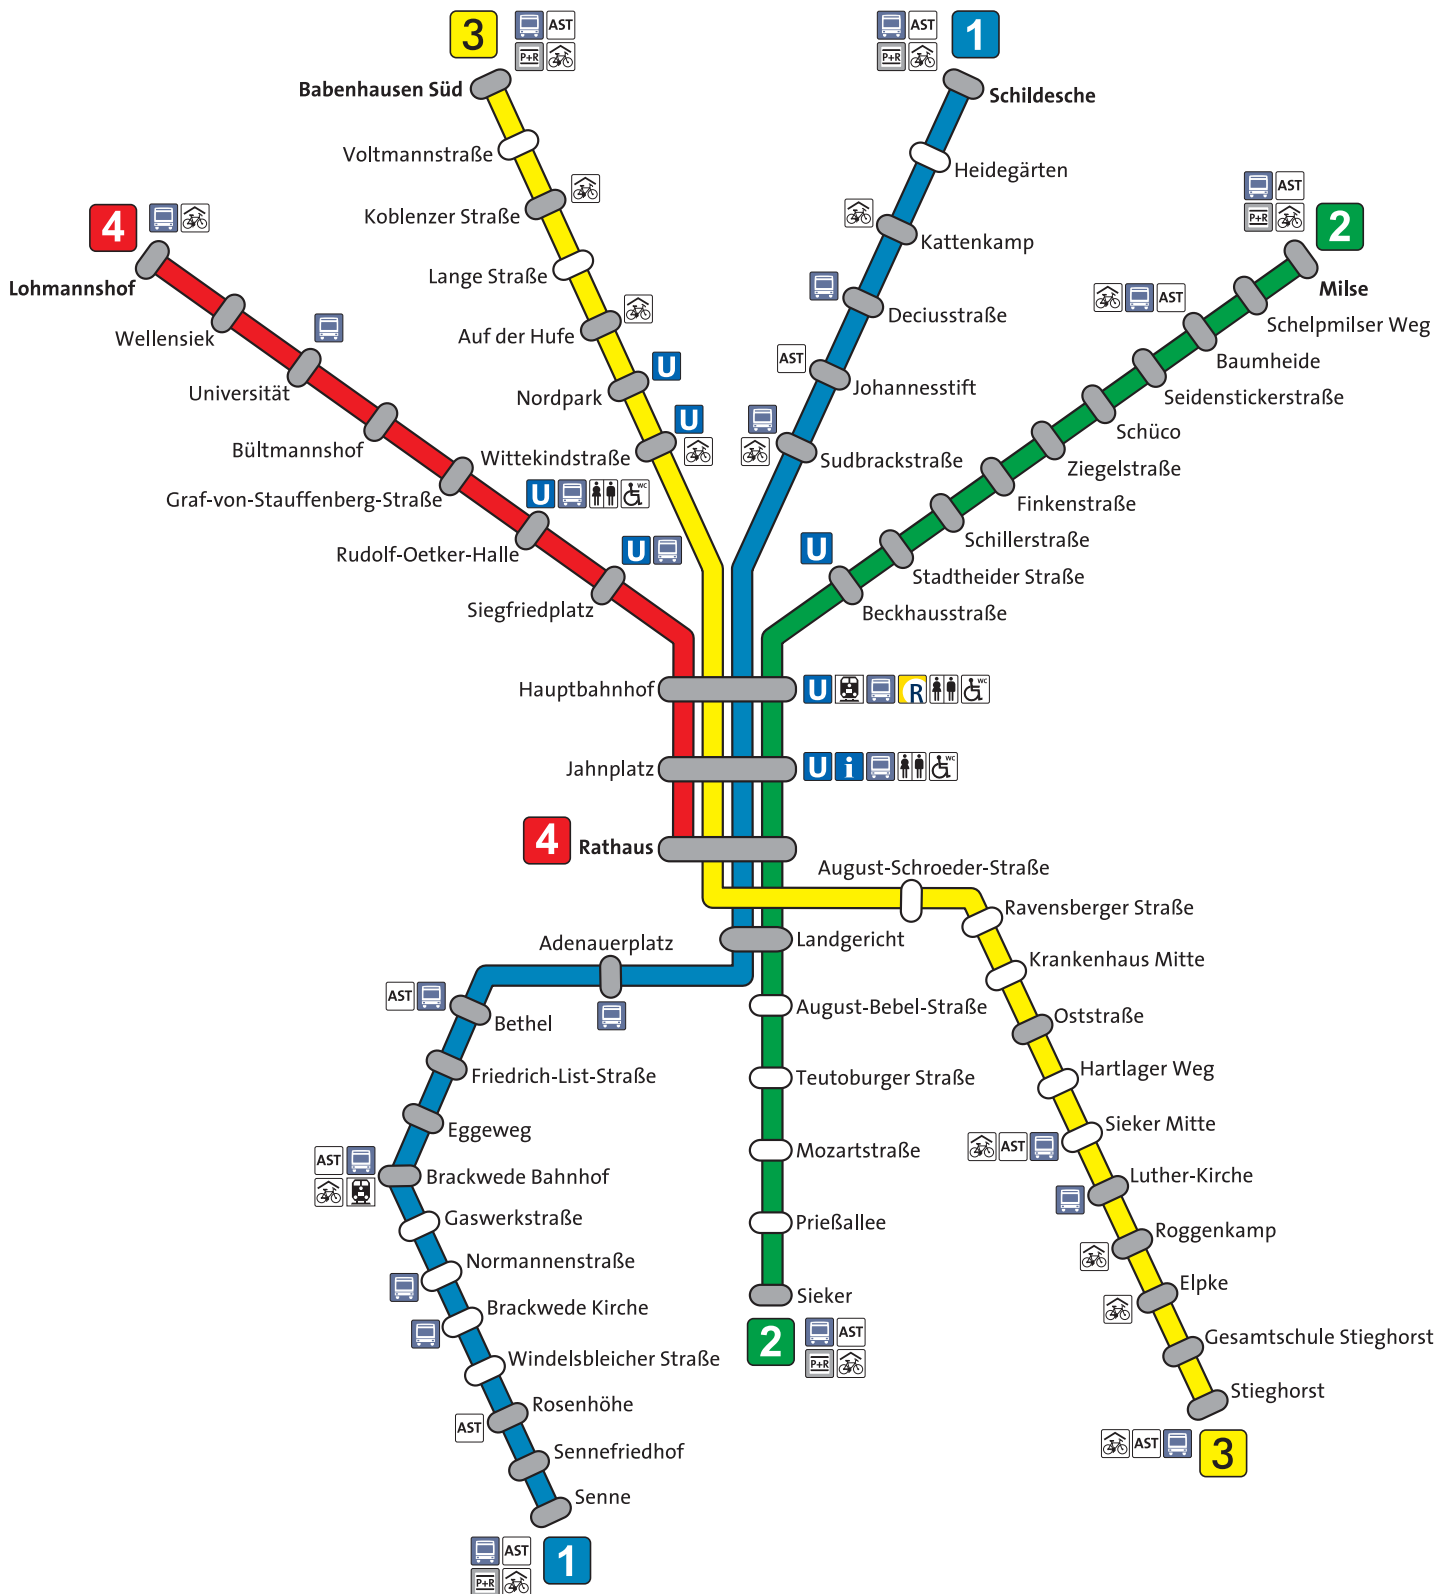 3
AST
P+R
AST
P+R
1
Babenhausen Süd
Schildesche
Voltmannstraße
Heidegärten
Koblenzer Straße
Kattenkamp
AST
P+R
2
4
Lohmannshof
Lange Straße
Milse
Wellensiek
Auf der Hufe
Deciusstraße
AST
Schelpmilser Weg
Universität
Nordpark
U
AST
Johannesstift
Baumheide
Seidenstickerstraße
Bültmannshof
Wittekindstraße
U
Sudbrackstraße
Schüco
Ziegelstraße
Graf-von-Stauffenberg-Straße
U
WC
Finkenstraße
Rudolf-Oetker-Halle
U
U
Schillerstraße
Stadtheider Straße
Siegfriedplatz
Beckhausstraße
Hauptbahnhof
U
R
WC
Jahnplatz
U
i
WC
4
Rathaus
August-Schroeder-Straße
Ravensberger Straße
Adenauerplatz
Landgericht
Krankenhaus Mitte
AST
Bethel
August-Bebel-Straße
Oststraße
Friedrich-List-Straße
Teutoburger Straße
Hartlager Weg
Eggeweg
Mozartstraße
AST
Sieker Mitte
AST
Brackwede Bahnhof
Luther-Kirche
Gaswerkstraße
Prießallee
Roggenkamp
Normannenstraße
Sieker
Elpke
Brackwede Kirche
2
AST
P+R
Gesamtschule Stieghorst
Windelsbleicher Straße
Stieghorst
AST
Rosenhöhe
AST
3
Sennefriedhof
Senne
AST
P+R
1